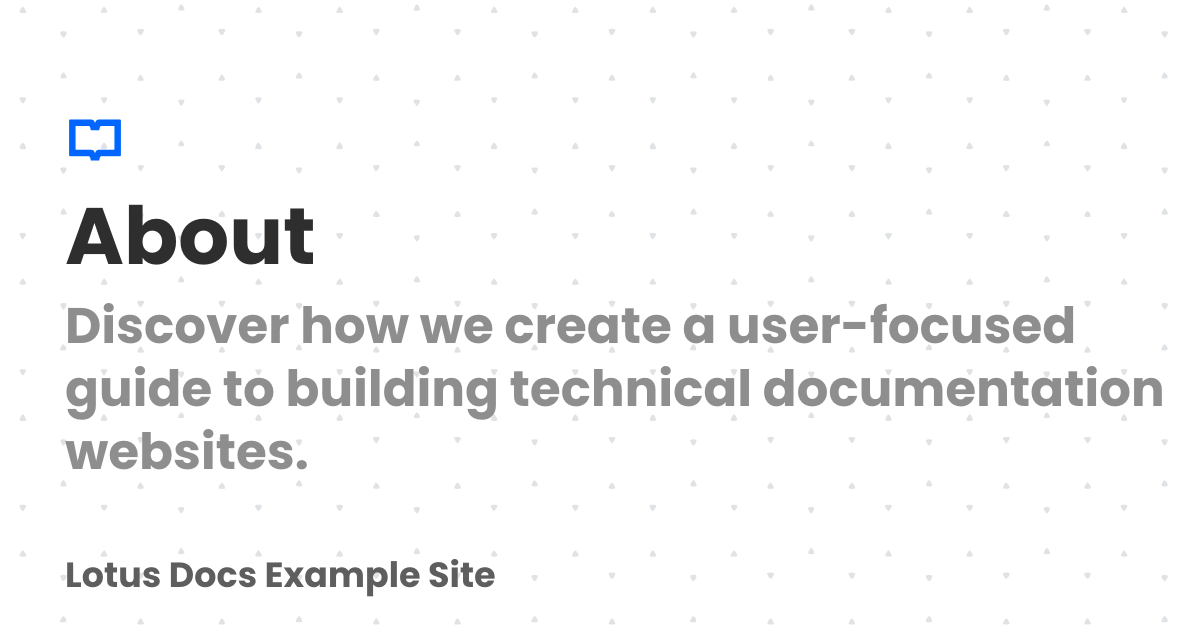 About
Discover how we create a user-focused
guide to building technical documentation
websites.
Lotus Docs Example Site